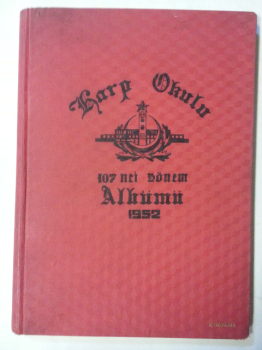 Harp Okulu
107 nci Dönem
Albümü
1952